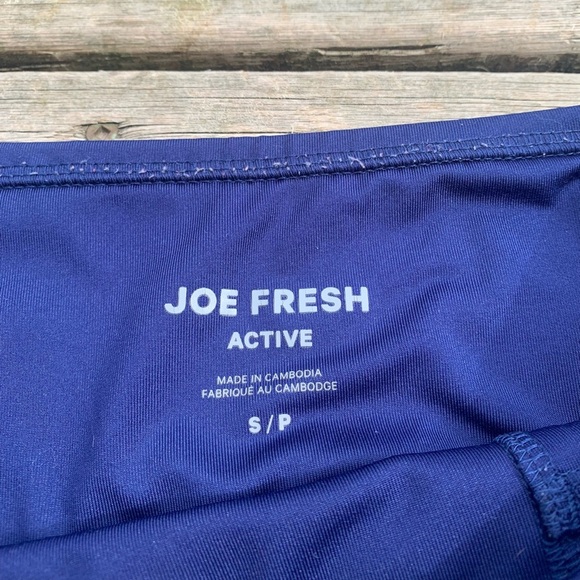 JOE FRESH
ACTIVE
MADE IN CAMBODIA
FABRIQUÉ AU CAMBODGE
S / P